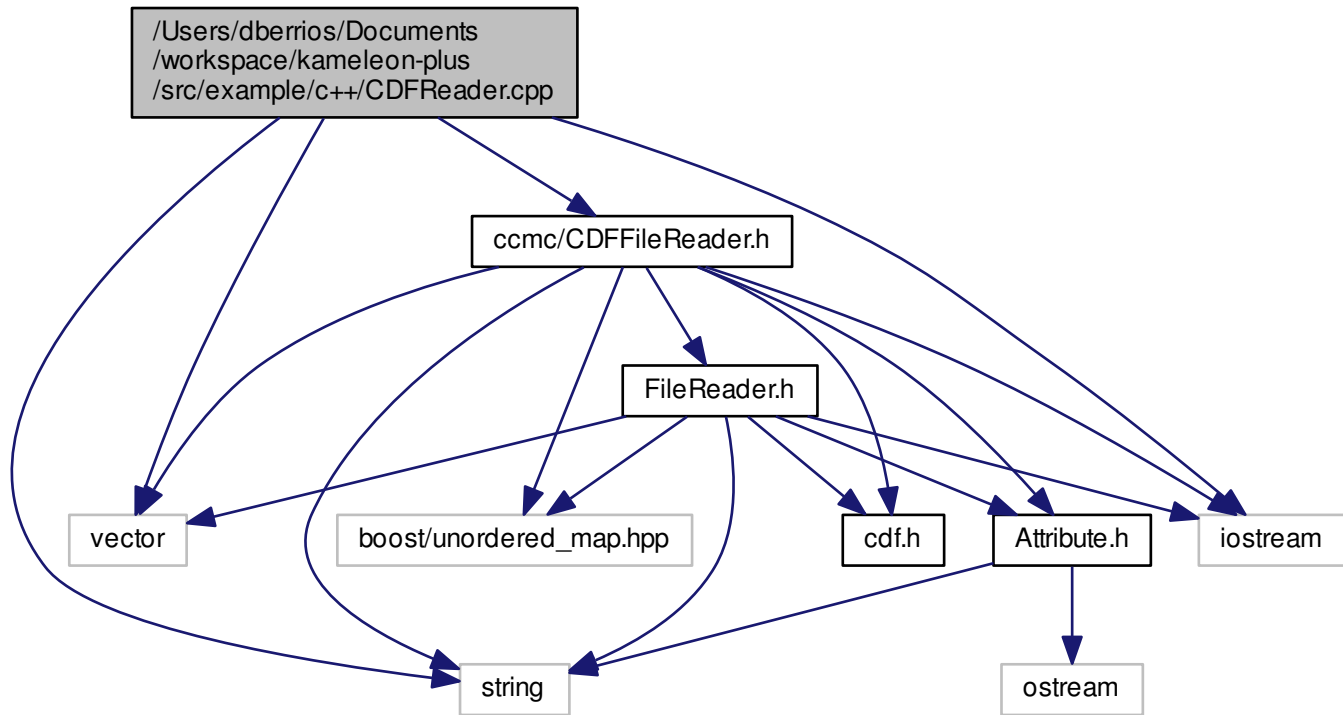 /Users/dberrios/Documents
/workspace/kameleon-plus
/src/example/c++/CDFReader.cpp
ccmc/CDFFileReader.h
FileReader.h
vector
boost/unordered_map.hpp
cdf.h
Attribute.h
iostream
string
ostream